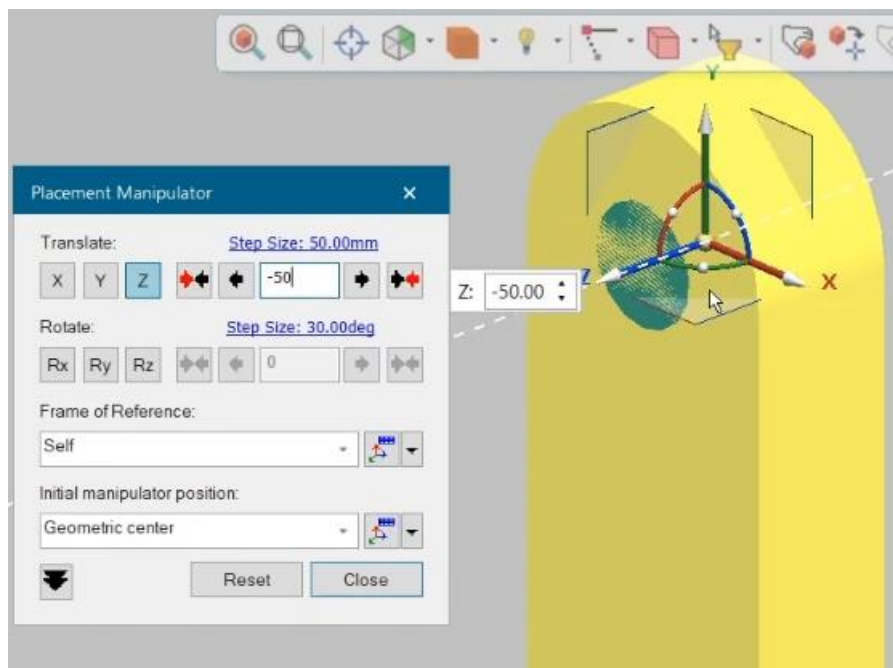 Y
Placement Manipulator
Translate:
Step Size: 50.00mm
X Y Z -50
Z: -50.00
Z
X
Rotate:
Step Size: 30.00deg
Rx Ry Rz 0
Frame of Reference:
Self
Initial manipulator position:
Geometric center
Reset Close